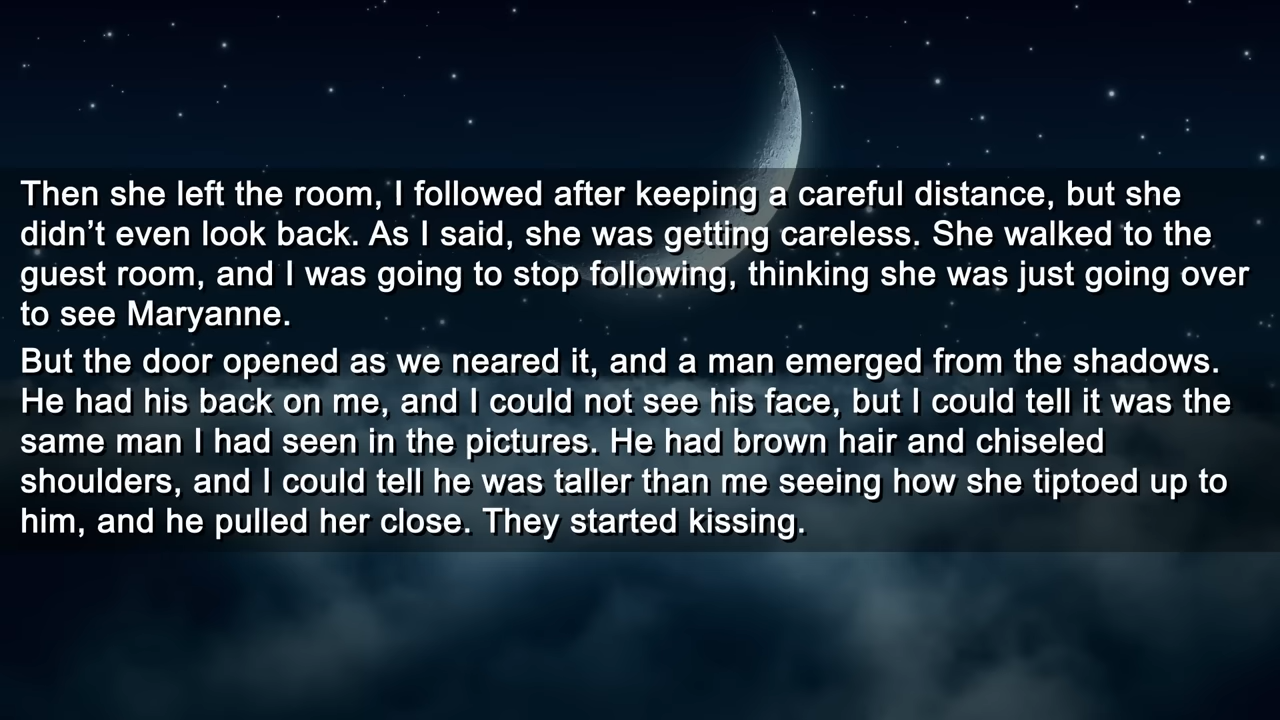 Then she left the room, I followed after keeping a careful distance, but she
didn’t even look back. As I said, she was getting careless. She walked to the
guest room, and I was going to stop following, thinking she was just going over
to see Maryanne.
But the door opened as we neared it, and a man emerged from the shadows.
He had his back on me, and I could not see his face, but I could tell it was the
same man I had seen in the pictures. He had brown hair and chiseled
shoulders, and I could tell he was taller than me seeing how she tiptoed up to
him, and he pulled her close. They started kissing.